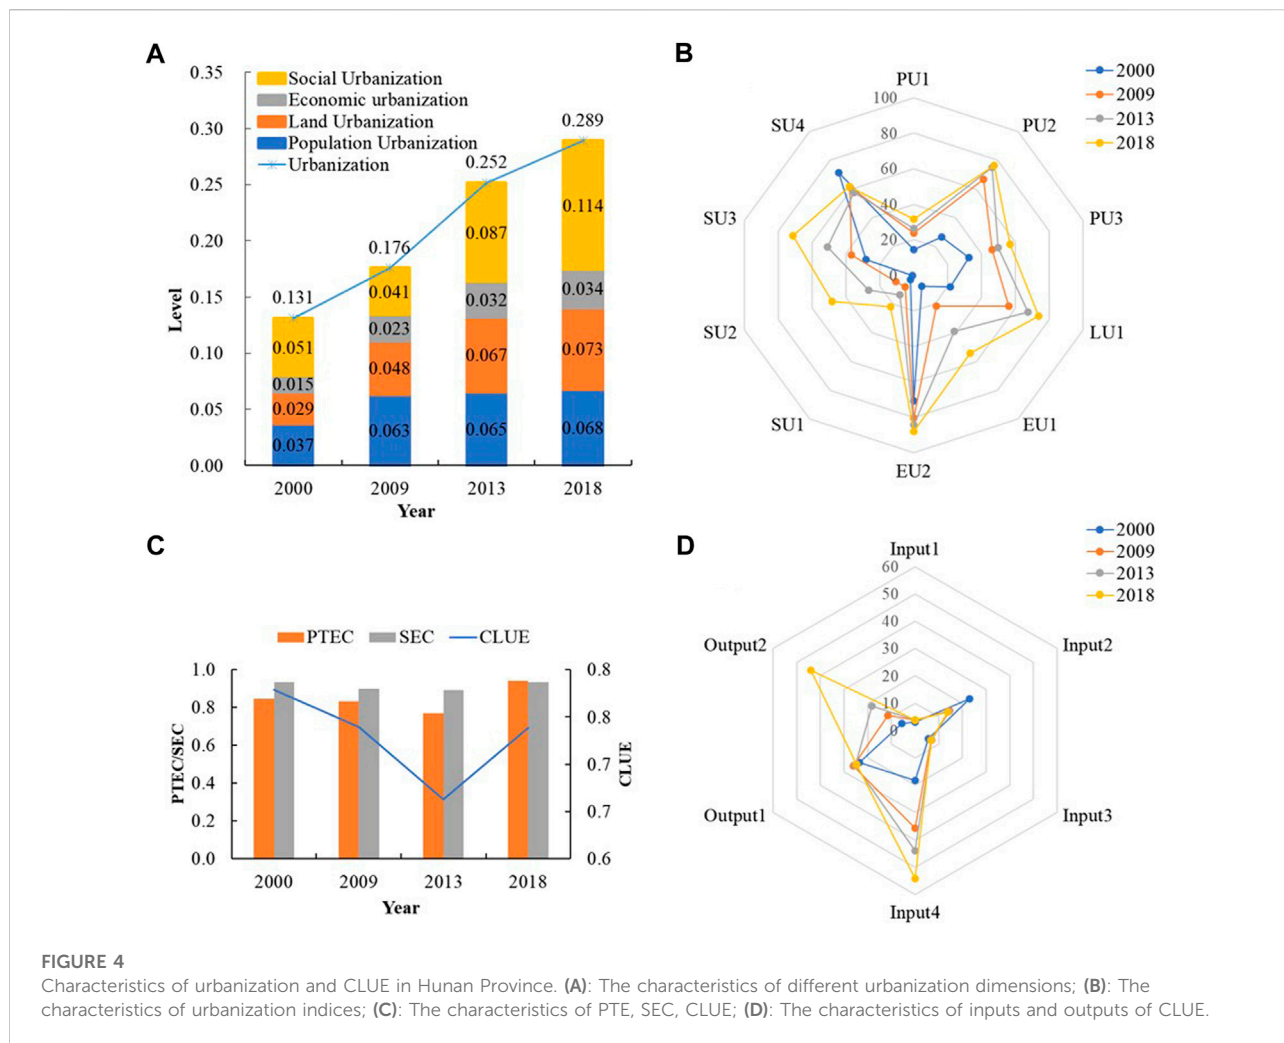 A
0.35
0.30
0.25
0.20
0.15
0.10
0.05
0.00
Level
Social Urbanization
Economic urbanization
Land Urbanization
Population Urbanization
Urbanization
0.131
0.176
0.252
0.289
0.051
0.041
0.087
0.114
0.015
0.023
0.032
0.034
0.029
0.048
0.067
0.073
0.037
0.063
0.065
0.068
2000
2009
2013
2018
Year
B
2000
2009
2013
2018
PU1
PU2
PU3
LU1
EU1
EU2
SU1
SU2
SU3
SU4
100
80
60
40
20
0
C
PTEC
SEC
CLUE
1.0
0.8
0.6
0.4
0.2
0.0
PTEC/SEC
0.8
0.8
0.7
0.7
0.6
CLUE
2000
2009
2013
2018
Year
D
2000
2009
2013
2018
Input1
Input2
Input3
Input4
Output1
Output2
60
50
40
30
20
10
0
FIGURE 4
Characteristics of urbanization and CLUE in Hunan Province. (A): The characteristics of different urbanization dimensions; (B): The
characteristics of urbanization indices; (C): The characteristics of PTE, SEC, CLUE; (D): The characteristics of inputs and outputs of CLUE.